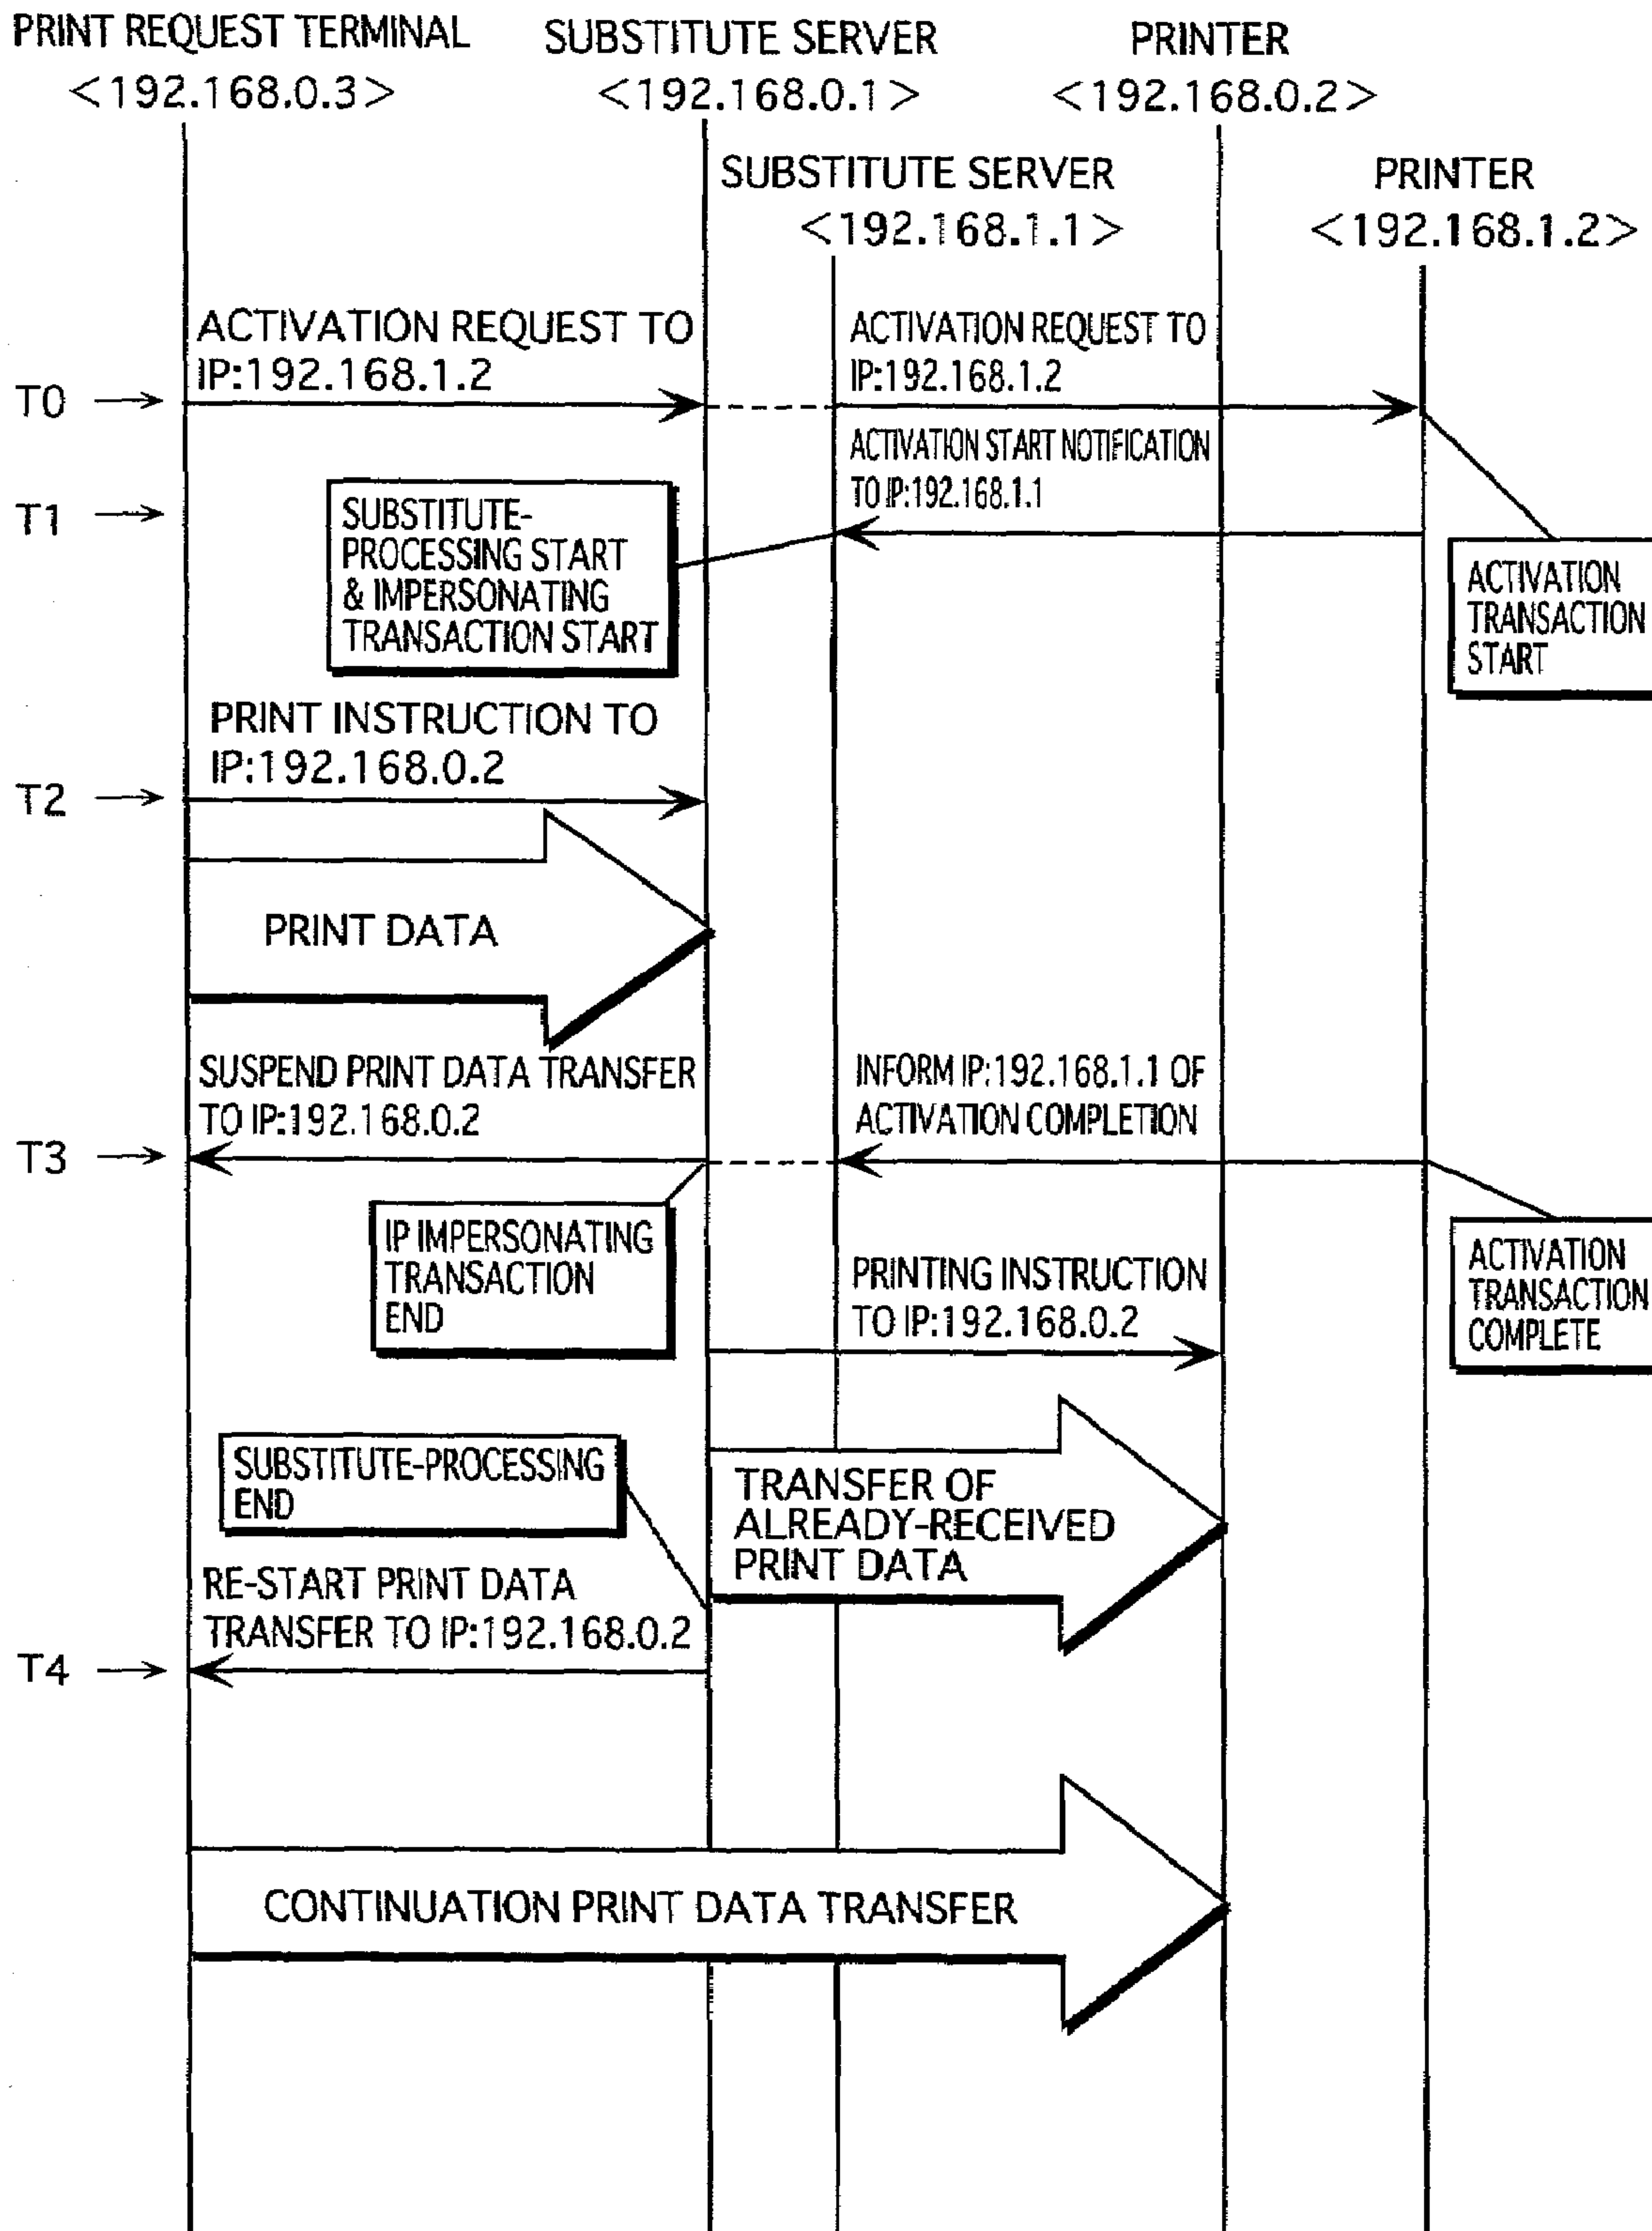 PRINT REQUEST TERMINAL
<192.168.0.3>
SUBSTITUTE SERVER
<192.168.0.1>
PRINTER
<192.168.0.2>
SUBSTITUTE SERVER
<192.168.1.1>
PRINTER
<192.168.1.2>
T0
ACTIVATION REQUEST TO
IP:192.168.1.2
ACTIVATION REQUEST TO
IP:192.168.1.2
T1
ACTIVATION START NOTIFICATION
TO IP:192.168.1.1
SUBSTITUTE-
PROCESSING START
& IMPERSONATING
TRANSACTION START
ACTIVATION
TRANSACTION
START
T2
PRINT INSTRUCTION TO
IP:192.168.0.2
PRINT DATA
T3
SUSPEND PRINT DATA TRANSFER
TO IP:192.168.0.2
INFORM IP:192.168.1.1 OF
ACTIVATION COMPLETION
IP IMPERSONATING
TRANSACTION
END
ACTIVATION
TRANSACTION
COMPLETE
PRINTING INSTRUCTION
TO IP:192.168.0.2
SUBSTITUTE-PROCESSING
END
TRANSFER OF
ALREADY-RECEIVED
PRINT DATA
T4
RE-START PRINT DATA
TRANSFER TO IP:192.168.0.2
CONTINUATION PRINT DATA TRANSFER